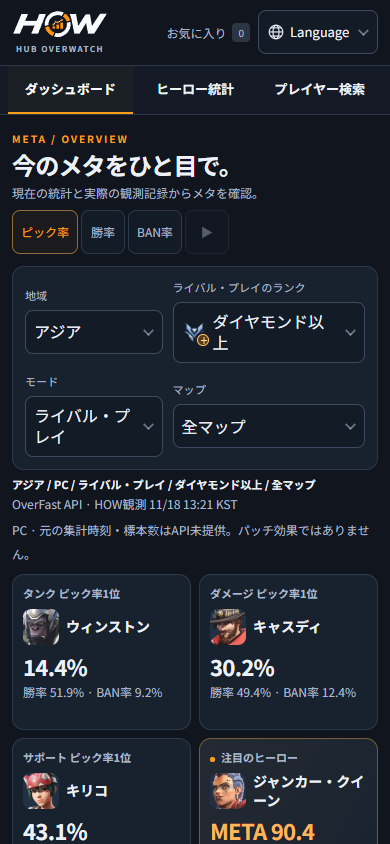 HOW
HUB OVERWATCH
お気に入り 0
Language
ダッシュボード ヒーロー統計 プレイヤー検索
META / OVERVIEW
今のメタをひと目で。
現在の統計と実際の観測記録からメタを確認。
ピック率 勝率 BAN率
地域
アジア
ライバル・プレイのランク
ダイヤモンド以
上
モード
ライバル・プ
レイ
マップ
全マップ
アジア / PC / ライバル・プレイ / ダイヤモンド以上 / 全マップ
OverFast API · HOW観測 11/18 13:21 KST
PC · 元の集計時刻・標本数はAPI未提供。パッチ効果ではありませ
ん。
タンク ピック率1位
ウィンストン
14.4%
勝率 51.9% · BAN率 9.2%
ダメージ ピック率1位
キャスディ
30.2%
勝率 49.4% · BAN率 12.4%
サポート ピック率1位
キリコ
43.1%
注目のヒーロー
ジャンカー・クイ
ーン
META 90.4